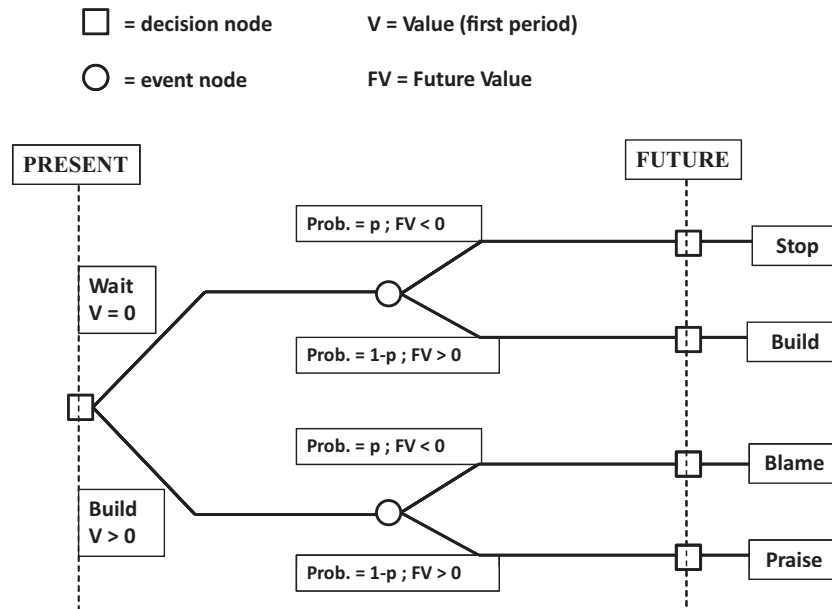 = decision node
V = Value (first period)
= event node
FV = Future Value
PRESENT
FUTURE
Prob. = p ; FV < 0
Stop
Wait
V = 0
Prob. = 1-p ; FV > 0
Build
Prob. = p ; FV < 0
Blame
Build
V > 0
Prob. = 1-p ; FV > 0
Praise